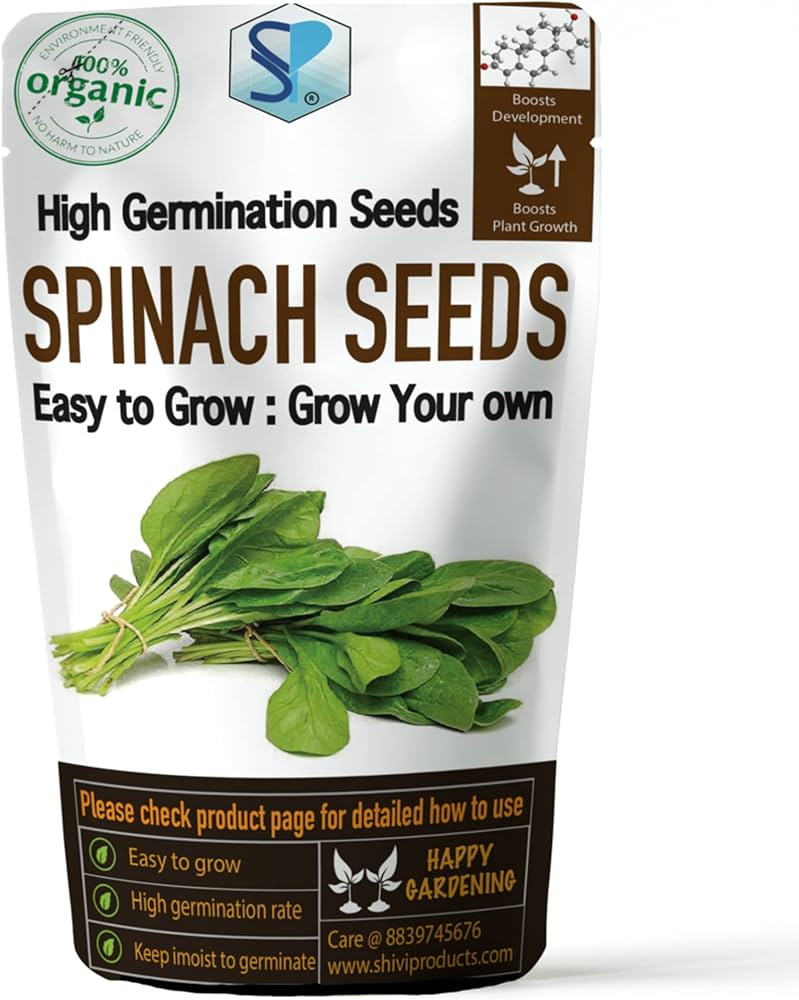 ENVIRONMENT FRIENDLY
100%
organic
NO HARM TO NATURE
SP
®
Boosts
Development
Boosts
Plant Growth
High Germination Seeds
SPINACH SEEDS
Easy to Grow : Grow Your own
Please check product page for detailed how to use
Easy to grow
High germination rate
Keep imoist to germinate
HAPPY
GARDENING
Care @ 8839745676
www.shiviproducts.com